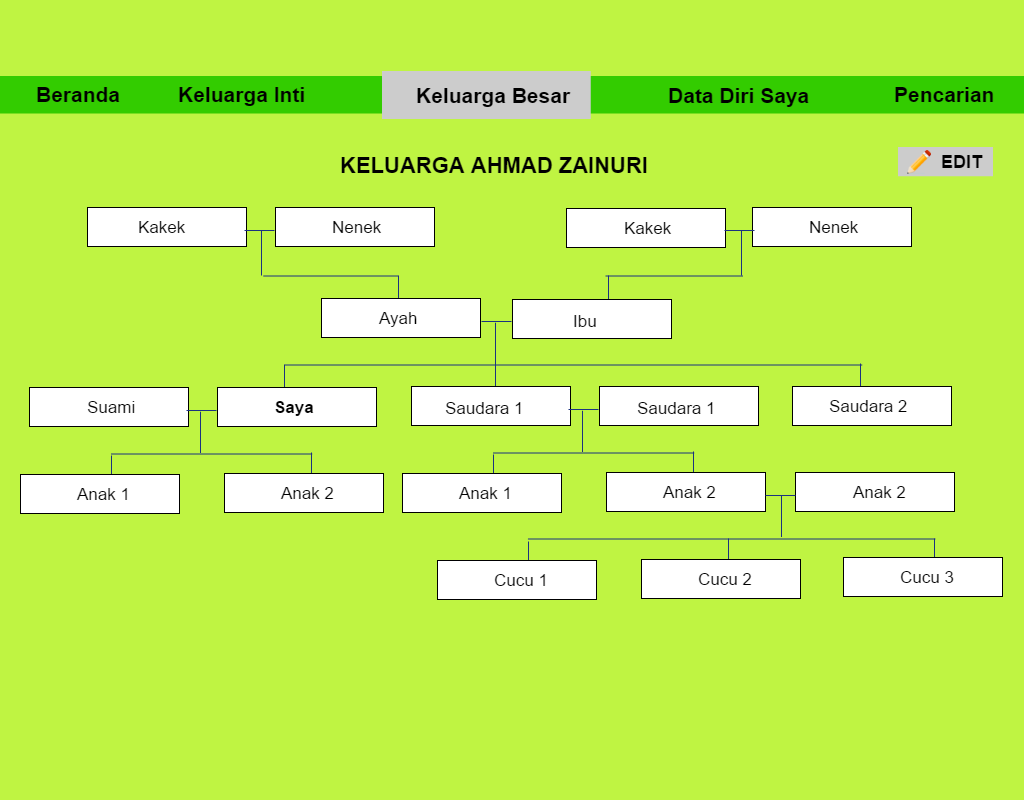 Beranda
Keluarga Inti
Keluarga Besar
Data Diri Saya
Pencarian
KELUARGA AHMAD ZAINURI
EDIT
Kakek
Nenek
Kakek
Nenek
Ayah
Ibu
Suami
Saya
Saudara 1
Saudara 1
Saudara 2
Anak 1
Anak 2
Anak 1
Anak 2
Anak 2
Cucu 1
Cucu 2
Cucu 3